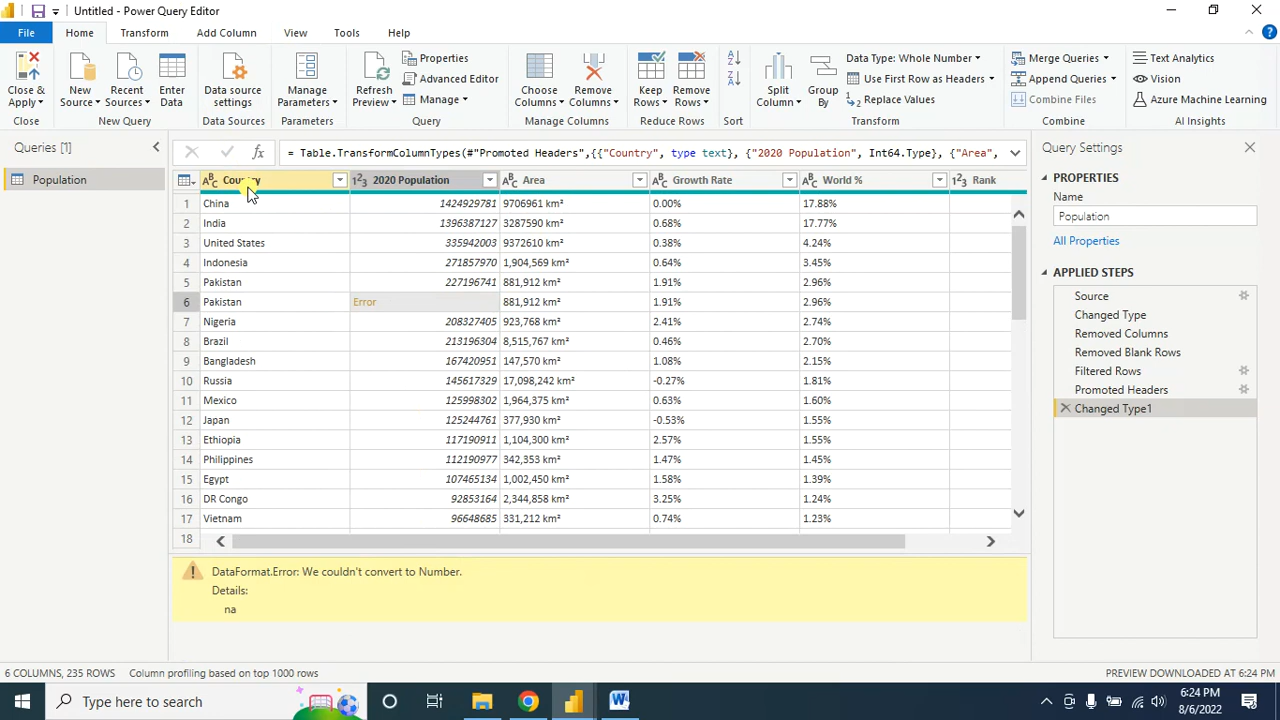 Untitled - Power Query Editor
File Home Transform Add Column View Tools Help
Close & Apply
New Source
Recent Sources
Enter Data
Data source settings
Manage Parameters
Refresh Preview
Properties
Advanced Editor
Manage
Choose Columns
Remove Columns
Keep Rows
Remove Rows
Split Column
Group By
Data Type: Whole Number
Use First Row as Headers
Replace Values
Merge Queries
Append Queries
Combine Files
Text Analytics
Vision
Azure Machine Learning
Close New Query Data Sources Parameters Query Manage Columns Reduce Rows Sort Transform Combine AI Insights
Queries [1]
Population
= Table.TransformColumnTypes(#"Promoted Headers",{{"Country", type text}, {"2020 Population", Int64.Type}, {"Area",
Country 2020 Population Area Growth Rate World % Rank
1 China 1424929781 9706961 km² 0.00% 17.88%
2 India 1396387127 3287590 km² 0.68% 17.77%
3 United States 335942003 9372610 km² 0.38% 4.24%
4 Indonesia 271857970 1,904,569 km² 0.64% 3.45%
5 Pakistan 227196741 881,912 km² 1.91% 2.96%
6 Pakistan Error 881,912 km² 1.91% 2.96%
7 Nigeria 208327405 923,768 km² 2.41% 2.74%
8 Brazil 213196304 8,515,767 km² 0.46% 2.70%
9 Bangladesh 167420951 147,570 km² 1.08% 2.15%
10 Russia 145617329 17,098,242 km² -0.27% 1.81%
11 Mexico 125998302 1,964,375 km² 0.63% 1.60%
12 Japan 125244761 377,930 km² -0.53% 1.55%
13 Ethiopia 117190911 1,104,300 km² 2.57% 1.55%
14 Philippines 112190977 342,353 km² 1.47% 1.45%
15 Egypt 107465134 1,002,450 km² 1.58% 1.39%
16 DR Congo 92853164 2,344,858 km² 3.25% 1.24%
17 Vietnam 96648685 331,212 km² 0.74% 1.23%
18
DataFormat.Error: We couldn't convert to Number.
Details:
na
Query Settings
PROPERTIES
Name
Population
All Properties
APPLIED STEPS
Source
Changed Type
Removed Columns
Removed Blank Rows
Filtered Rows
Promoted Headers
Changed Type1
6 COLUMNS, 235 ROWS Column profiling based on top 1000 rows PREVIEW DOWNLOADED AT 6:24 PM
Type here to search
6:24 PM
8/6/2022